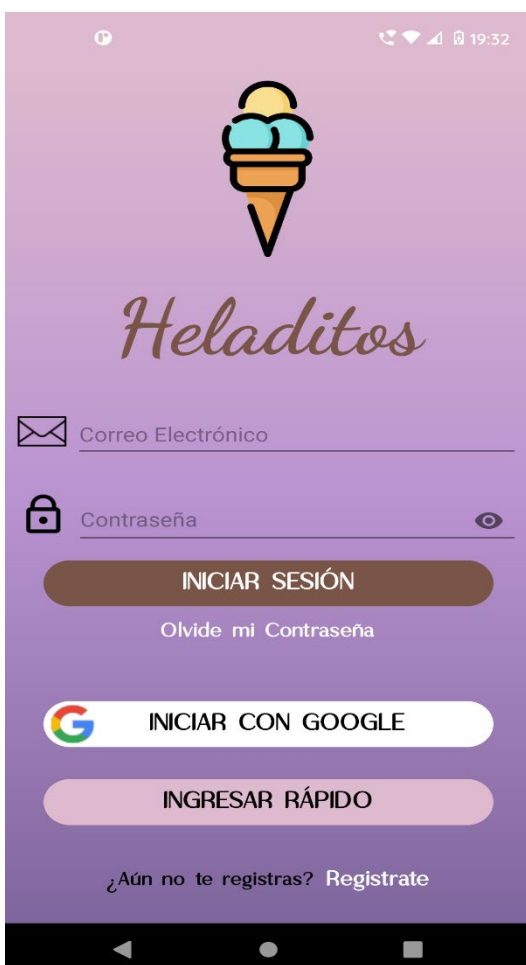 19:32
Heladitos
Correo Electrónico
Contraseña
INICIAR SESIÓN
Olvide mi Contraseña
INICIAR CON GOOGLE
INGRESAR RÁPIDO
¿Aún no te registras? Registrate